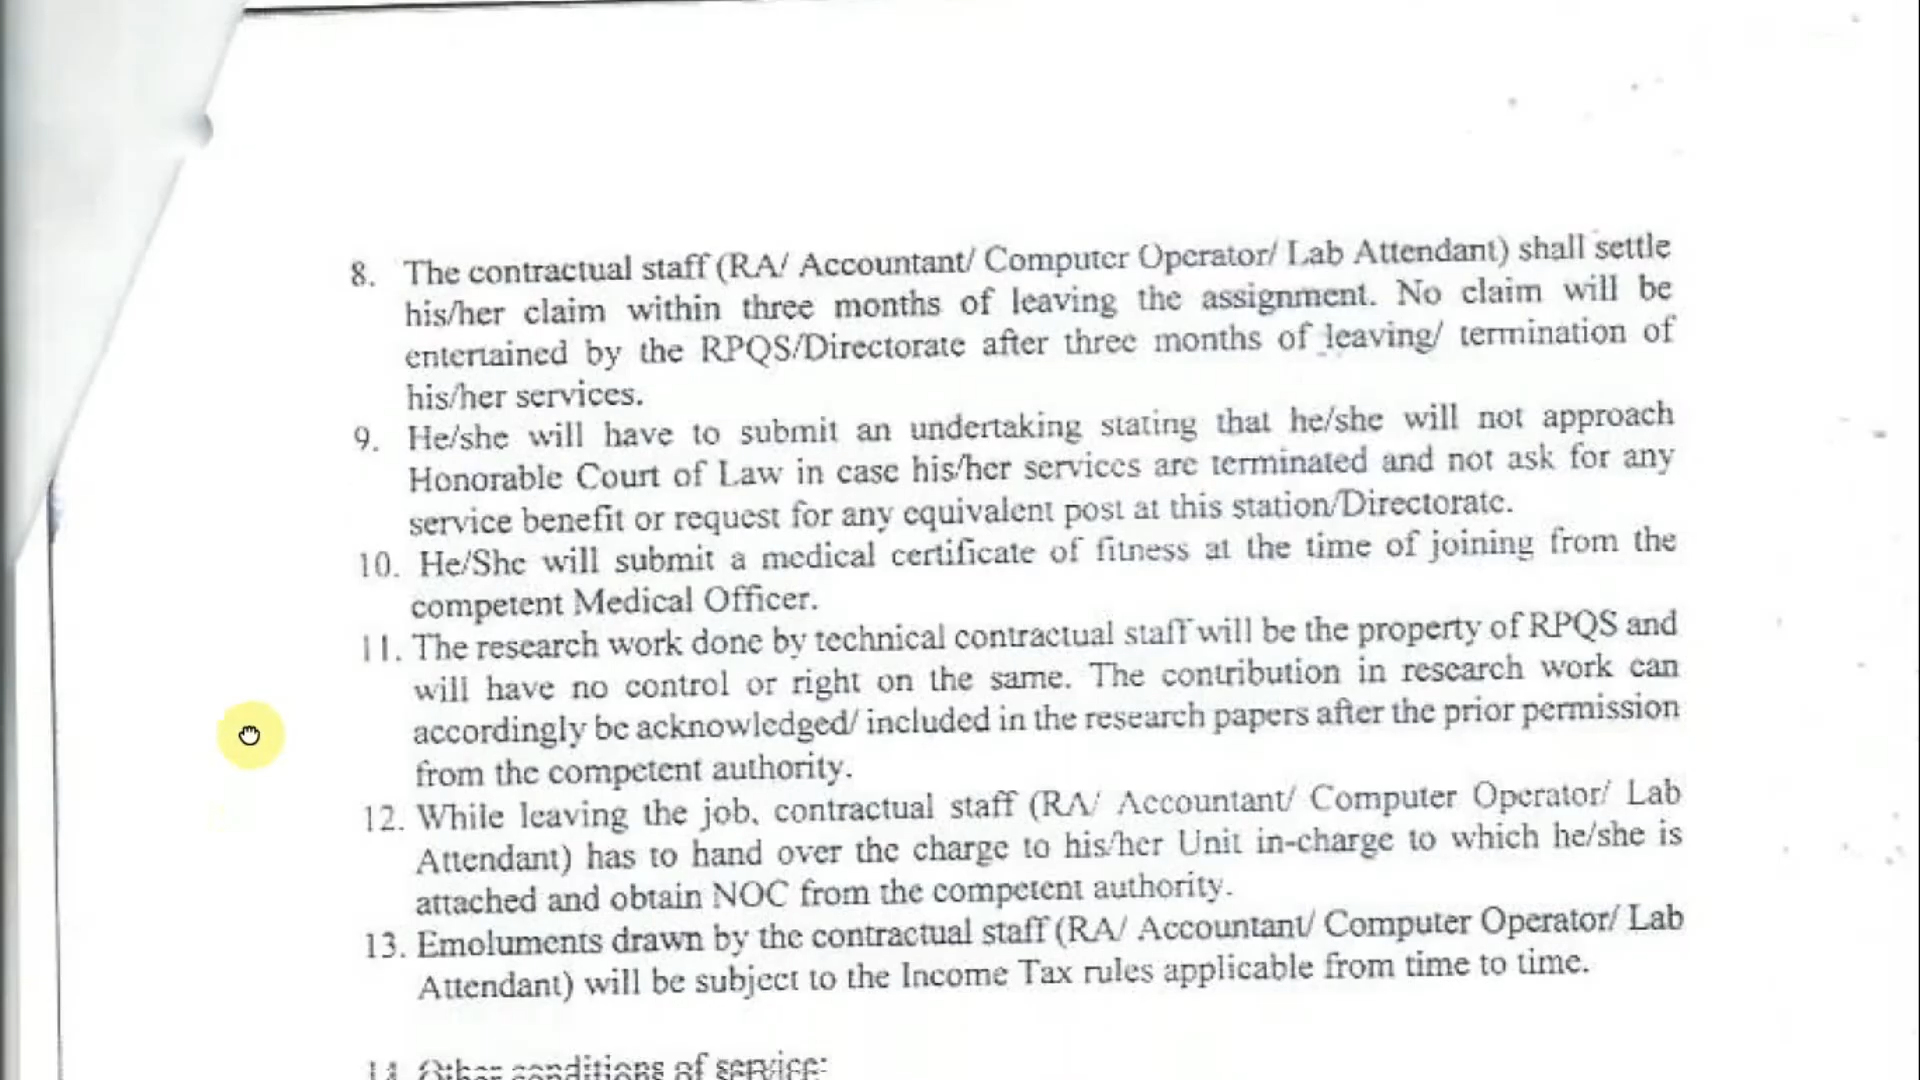 8. The contractual staff (RA/ Accountant/ Computer Operator/ Lab Attendant) shall settle
his/her claim within three months of leaving the assignment. No claim will be
entertained by the RPQS/Directorate after three months of leaving/ termination of
his/her services.
9. He/she will have to submit an undertaking stating that he/she will not approach
Honorable Court of Law in case his/her services are terminated and not ask for any
service benefit or request for any equivalent post at this station/Directorate.
10. He/She will submit a medical certificate of fitness at the time of joining from the
competent Medical Officer.
11. The research work done by technical contractual staff will be the property of RPQS and
will have no control or right on the same. The contribution in research work can
accordingly be acknowledged/ included in the research papers after the prior permission
from the competent authority.
12. While leaving the job, contractual staff (RA/ Accountant/ Computer Operator/ Lab
Attendant) has to hand over the charge to his/her Unit in-charge to which he/she is
attached and obtain NOC from the competent authority.
13. Emoluments drawn by the contractual staff (RA/ Accountant/ Computer Operator/ Lab
Attendant) will be subject to the Income Tax rules applicable from time to time.
14. Other conditions of service: